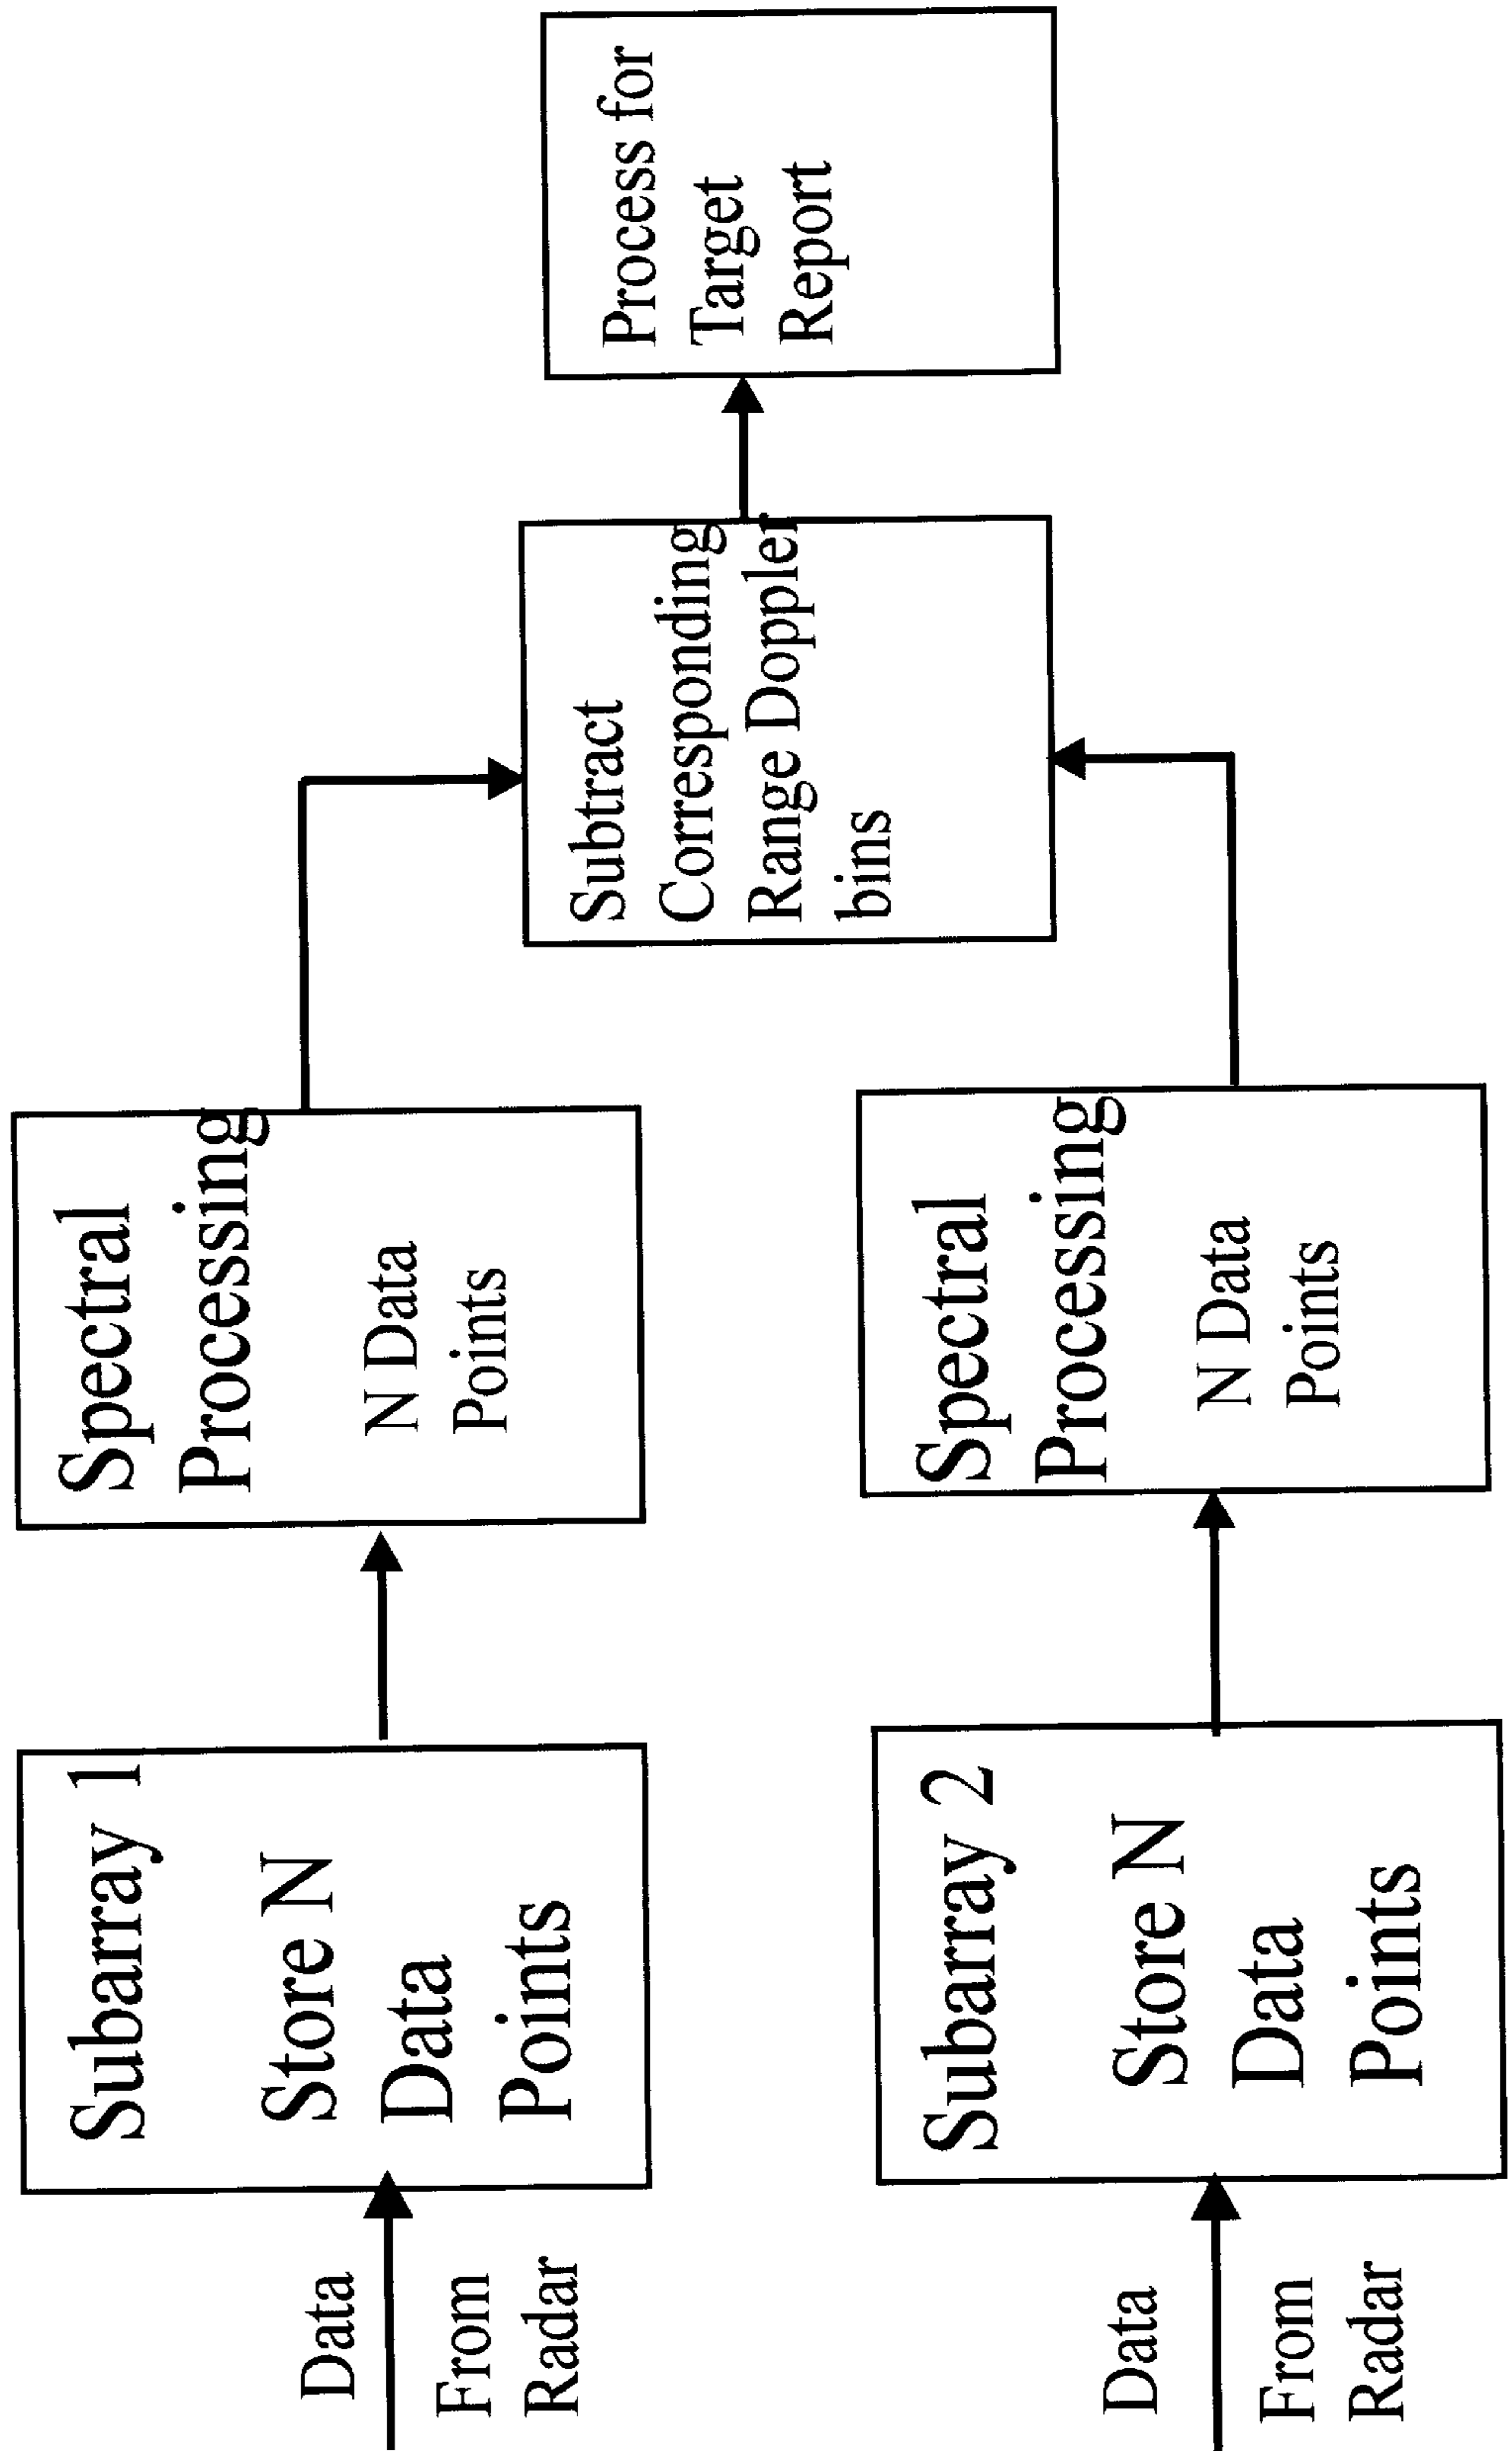 Data
From
Radar
Subarray 1
Store N
Data
Points
Spectral
Processing
N Data
Points
Data
From
Radar
Subarray 2
Store N
Data
Points
Spectral
Processing
N Data
Points
Subtract
Corresponding
Range Doppler
bins
Process for
Target
Report